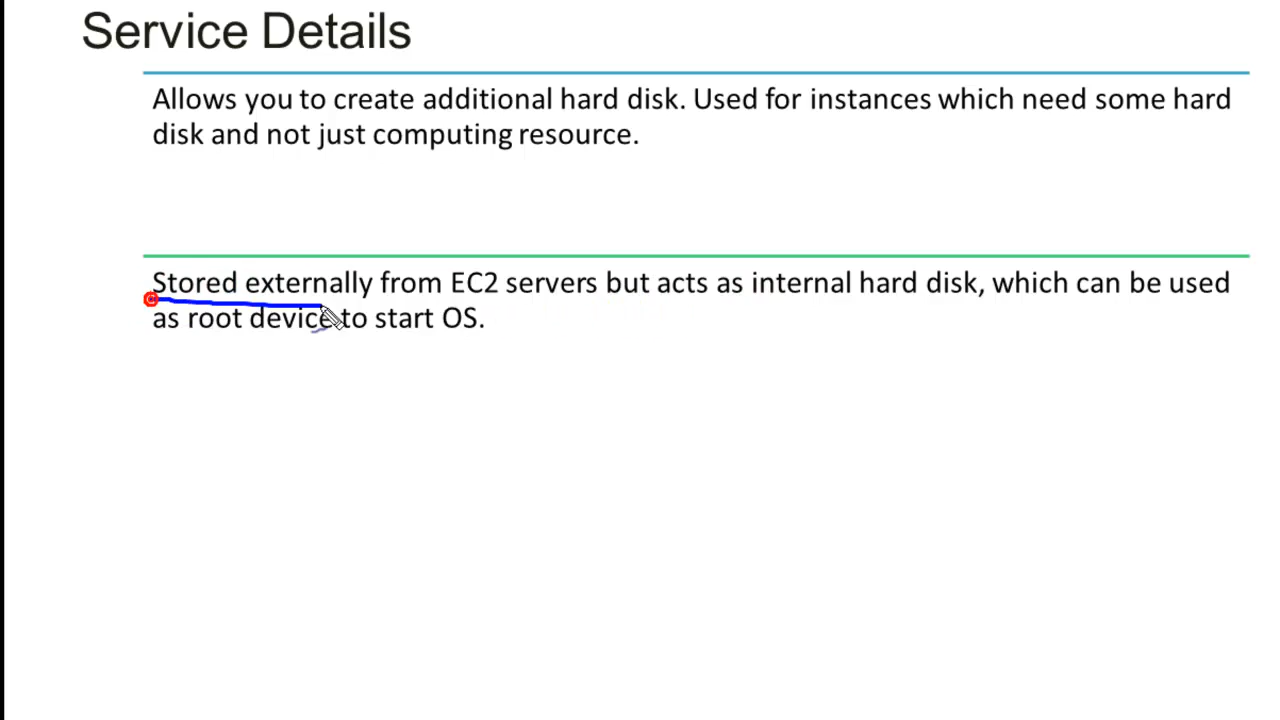 Service Details
Allows you to create additional hard disk. Used for instances which need some hard
disk and not just computing resource.
Stored externally from EC2 servers but acts as internal hard disk, which can be used
as root device to start OS.